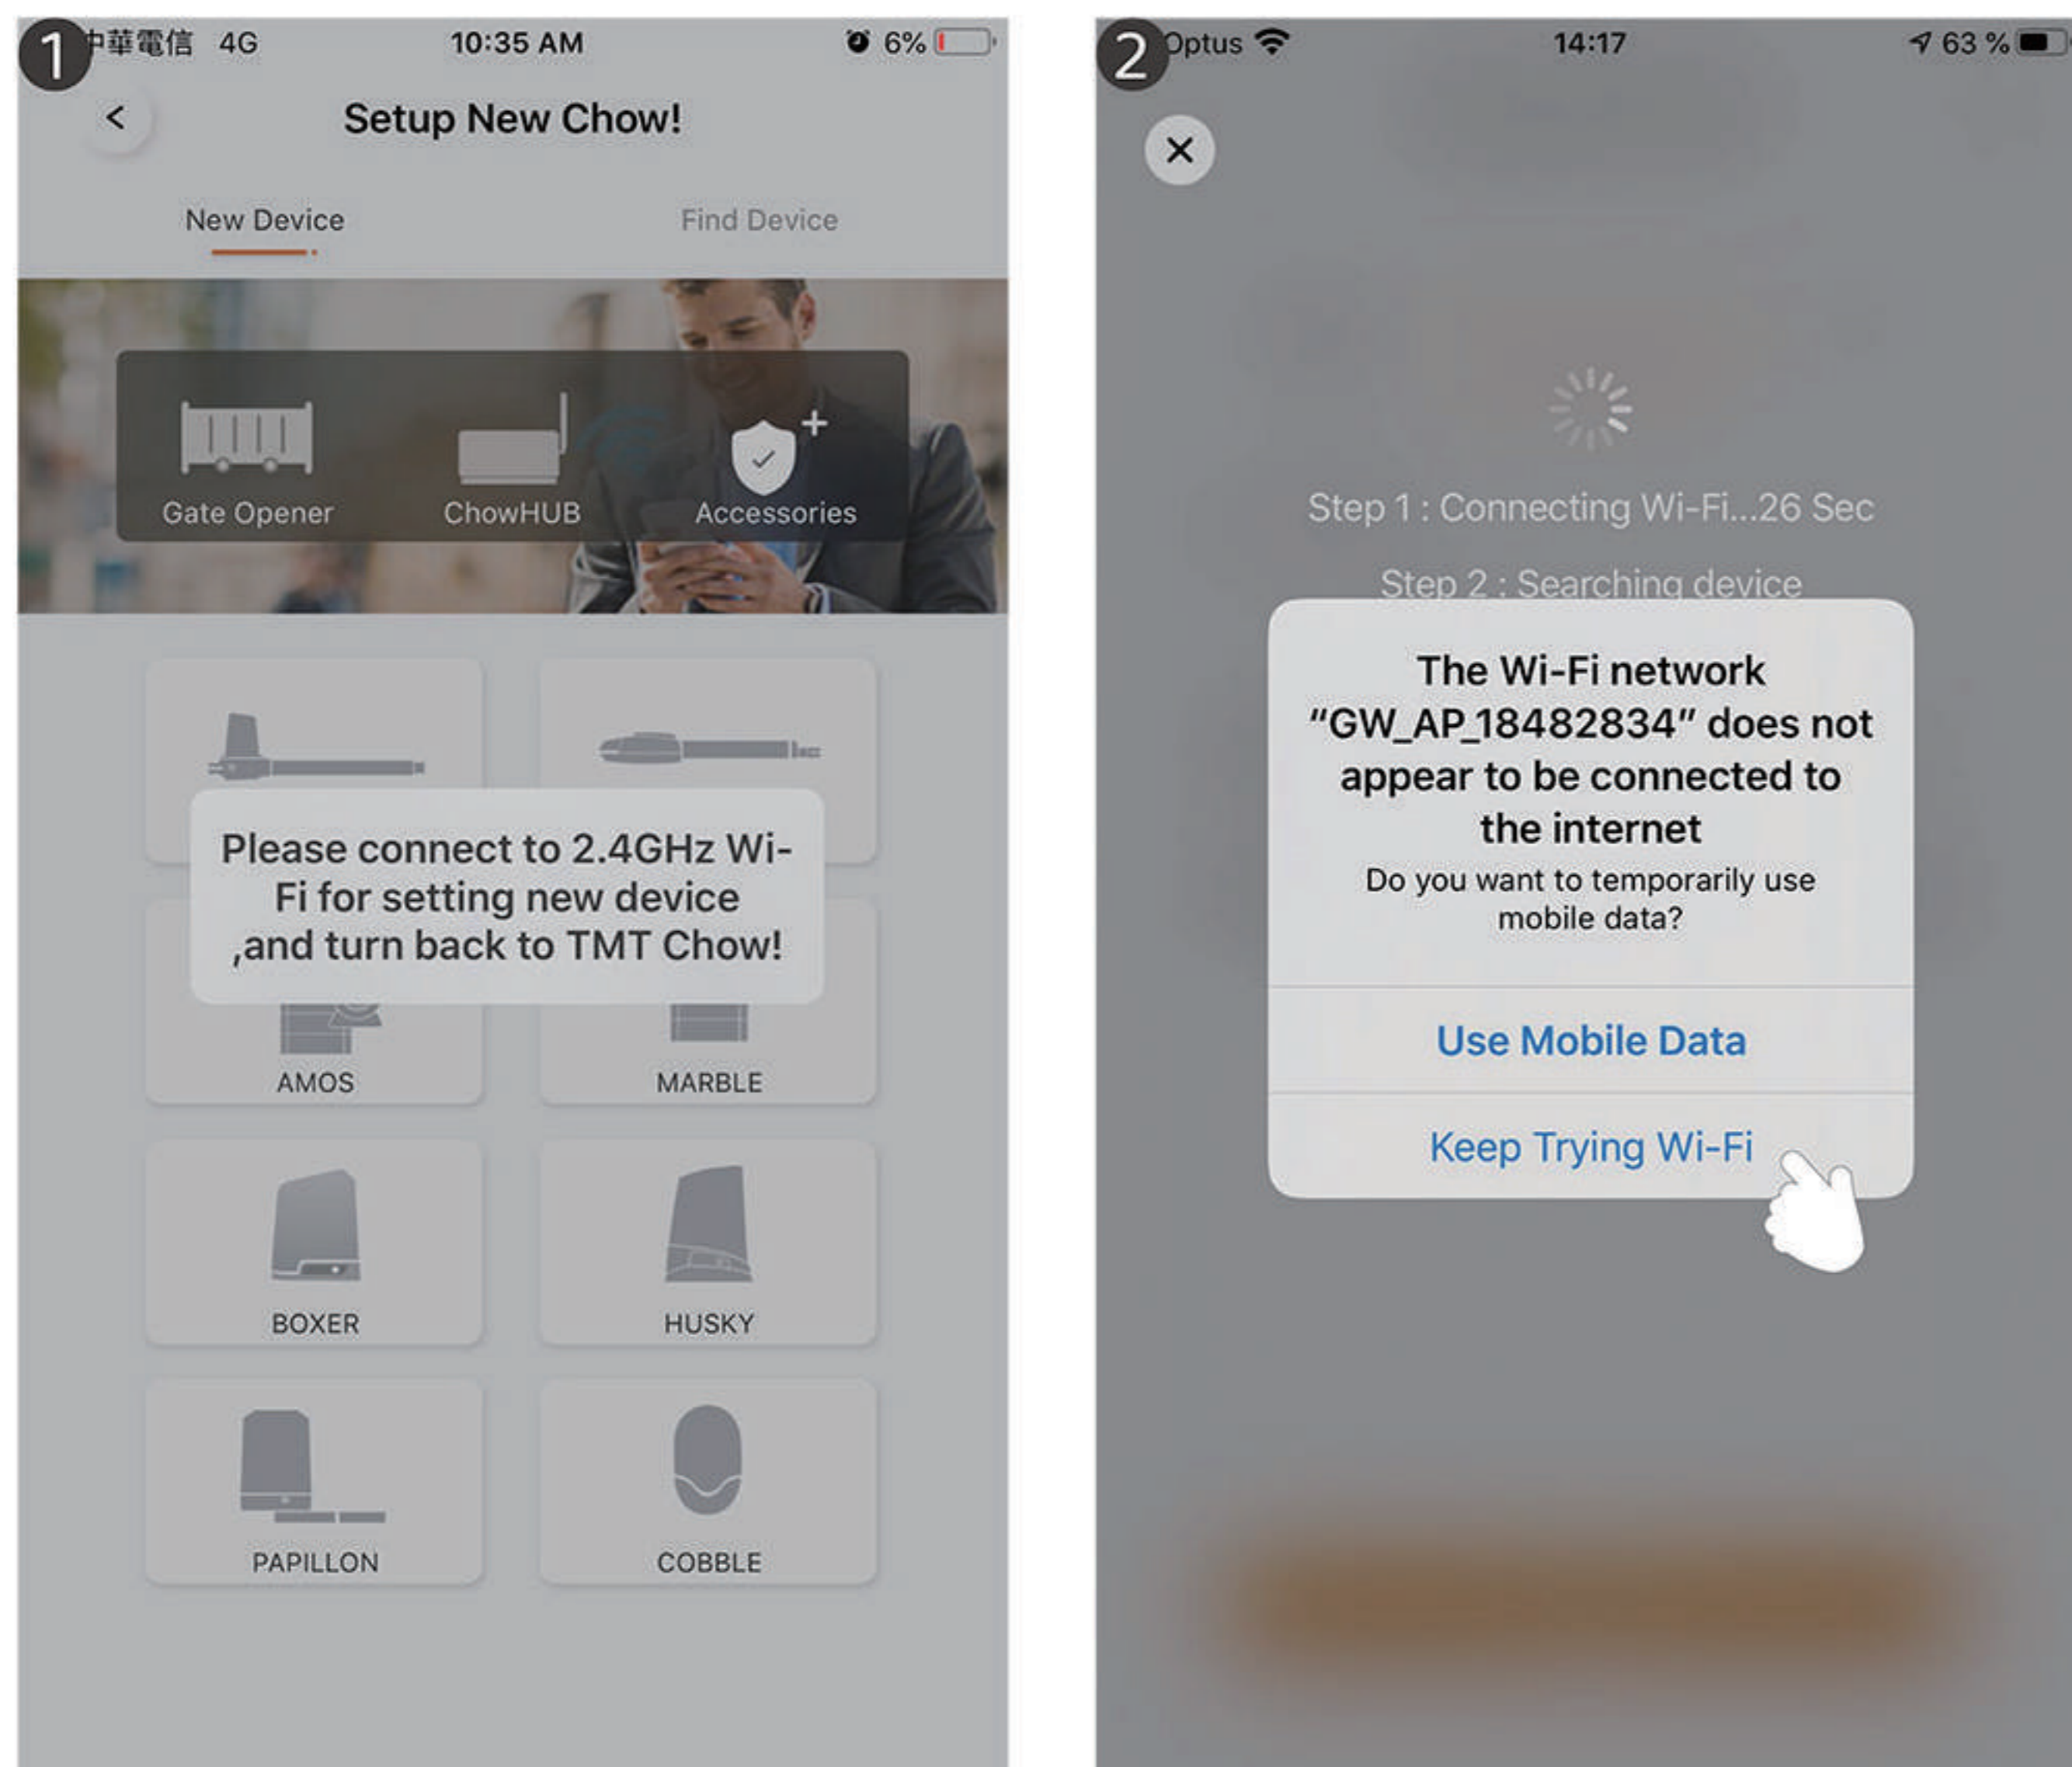 1
中華電信 4G 10:35 AM 6%
Setup New Chow!
New Device Find Device
Gate Opener ChowHUB Accessories
Please connect to 2.4GHz Wi-
Fi for setting new device
,and turn back to TMT Chow!
AMOS MARBLE
BOXER HUSKY
PAPILLON COBBLE
2
Optus 14:17 63 %
Step 1 : Connecting Wi-Fi...26 Sec
Step 2 : Searching device
The Wi-Fi network
“GW_AP_18482834” does not
appear to be connected to
the internet
Do you want to temporarily use
mobile data?
Use Mobile Data
Keep Trying Wi-Fi